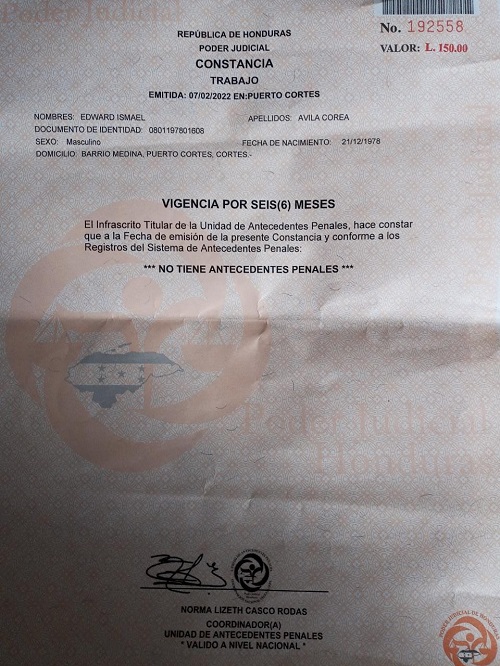 Poder Judicial
No. 192558
VALOR: L. 150.00
REPÚBLICA DE HONDURAS
PODER JUDICIAL
CONSTANCIA
TRABAJO
EMITIDA: 07/02/2022 EN:PUERTO CORTES
NOMBRES: EDWARD ISMAEL APELLIDOS: AVILA COREA
DOCUMENTO DE IDENTIDAD: 0801197801608
SEXO: Masculino FECHA DE NACIMIENTO: 21/12/1978
DOMICILIO: BARRIO MEDINA, PUERTO CORTES, CORTES.-
VIGENCIA POR SEIS(6) MESES
El Infrascrito Titular de la Unidad de Antecedentes Penales, hace constar
que a la Fecha de emisión de la presente Constancia y conforme a los
Registros del Sistema de Antecedentes Penales:
*** NO TIENE ANTECEDENTES PENALES ***
Poder Judicial
Honduras
NORMA LIZETH CASCO RODAS
COORDINADOR(A)
UNIDAD DE ANTECEDENTES PENALES
* VALIDO A NIVEL NACIONAL *
PODER JUDICIAL DE HONDURAS